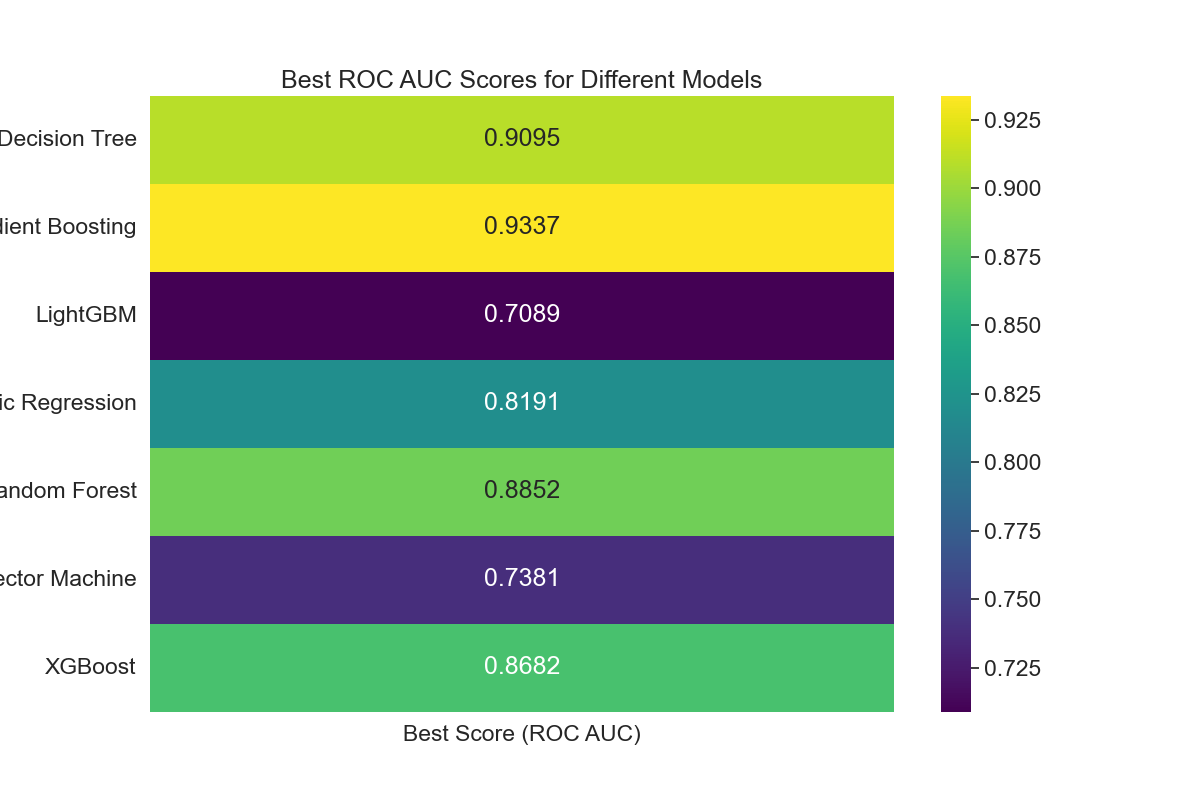 Best ROC AUC Scores for Different Models
Decision Tree 0.9095
dient Boosting 0.9337
LightGBM 0.7089
ic Regression 0.8191
andom Forest 0.8852
ector Machine 0.7381
XGBoost 0.8682
Best Score (ROC AUC)
0.925
0.900
0.875
0.850
0.825
0.800
0.775
0.750
0.725